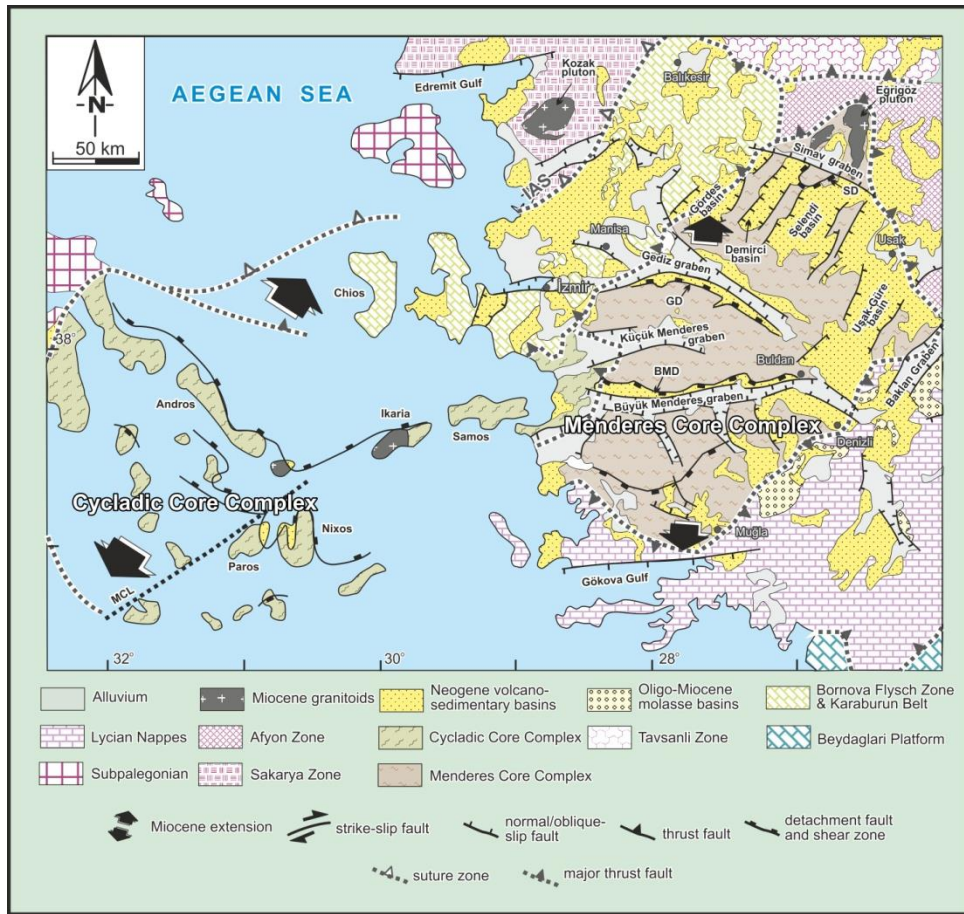 N
50 km
AEGEAN SEA
Edremit Gulf
Kozak
pluton
Balıkesir
Eğrigöz
pluton
IAS
Simav graben
SD
Gördes
basin
Selendi
basin
Demirci
basin
Uşak
Manisa
Gediz graben
Uşak-Güre
basin
Chios
İzmir
GD
38°
Küçük Menderes
graben
Buldan
Baklan Graben
BMD
Büyük Menderes graben
Andros
Ikaria
Samos
Menderes Core Complex
Denizli
Cycladic Core Complex
Nixos
Paros
Muğla
MCL
Gökova Gulf
32°
30°
28°
Alluvium
Miocene granitoids
Neogene volcano-
sedimentary basins
Oligo-Miocene
molasse basins
Bornova Flysch Zone
& Karaburun Belt
Lycian Nappes
Afyon Zone
Cycladic Core Complex
Tavsanli Zone
Beydaglari Platform
Subpalegonian
Sakarya Zone
Menderes Core Complex
Miocene extension
strike-slip fault
normal/oblique-
slip fault
thrust fault
detachment fault
and shear zone
suture zone
major thrust fault